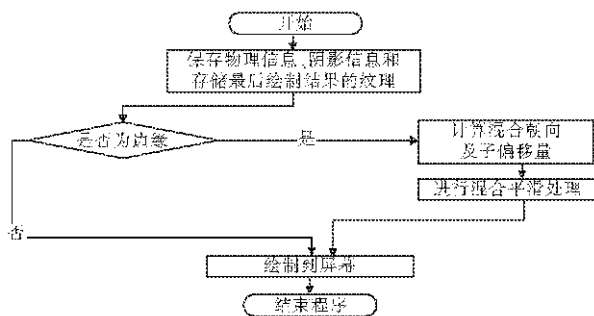 开始
保存物理信息、阴影信息和
存储最后绘制结果的纹理
是否为边缘
是
计算混合朝向
及子偏移量
进行混合平滑处理
否
绘制到屏幕
结束程序